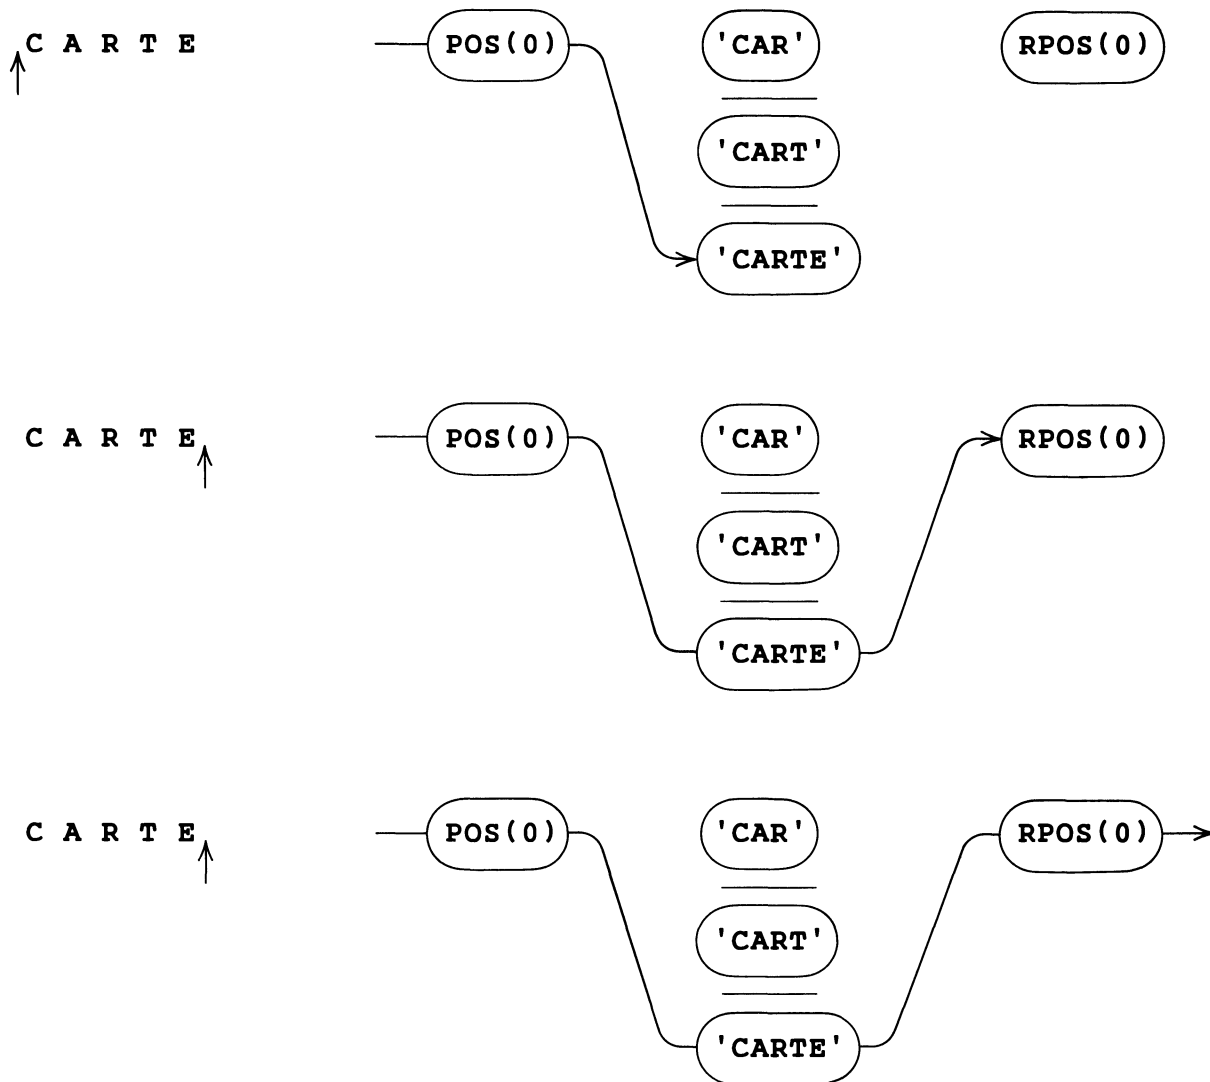 C A R T E POS(0) 'CAR' RPOS(0)
'CART'
'CARTE'
C A R T E POS(0) 'CAR' RPOS(0)
'CART'
'CARTE'
C A R T E POS(0) 'CAR' RPOS(0)
'CART'
'CARTE'